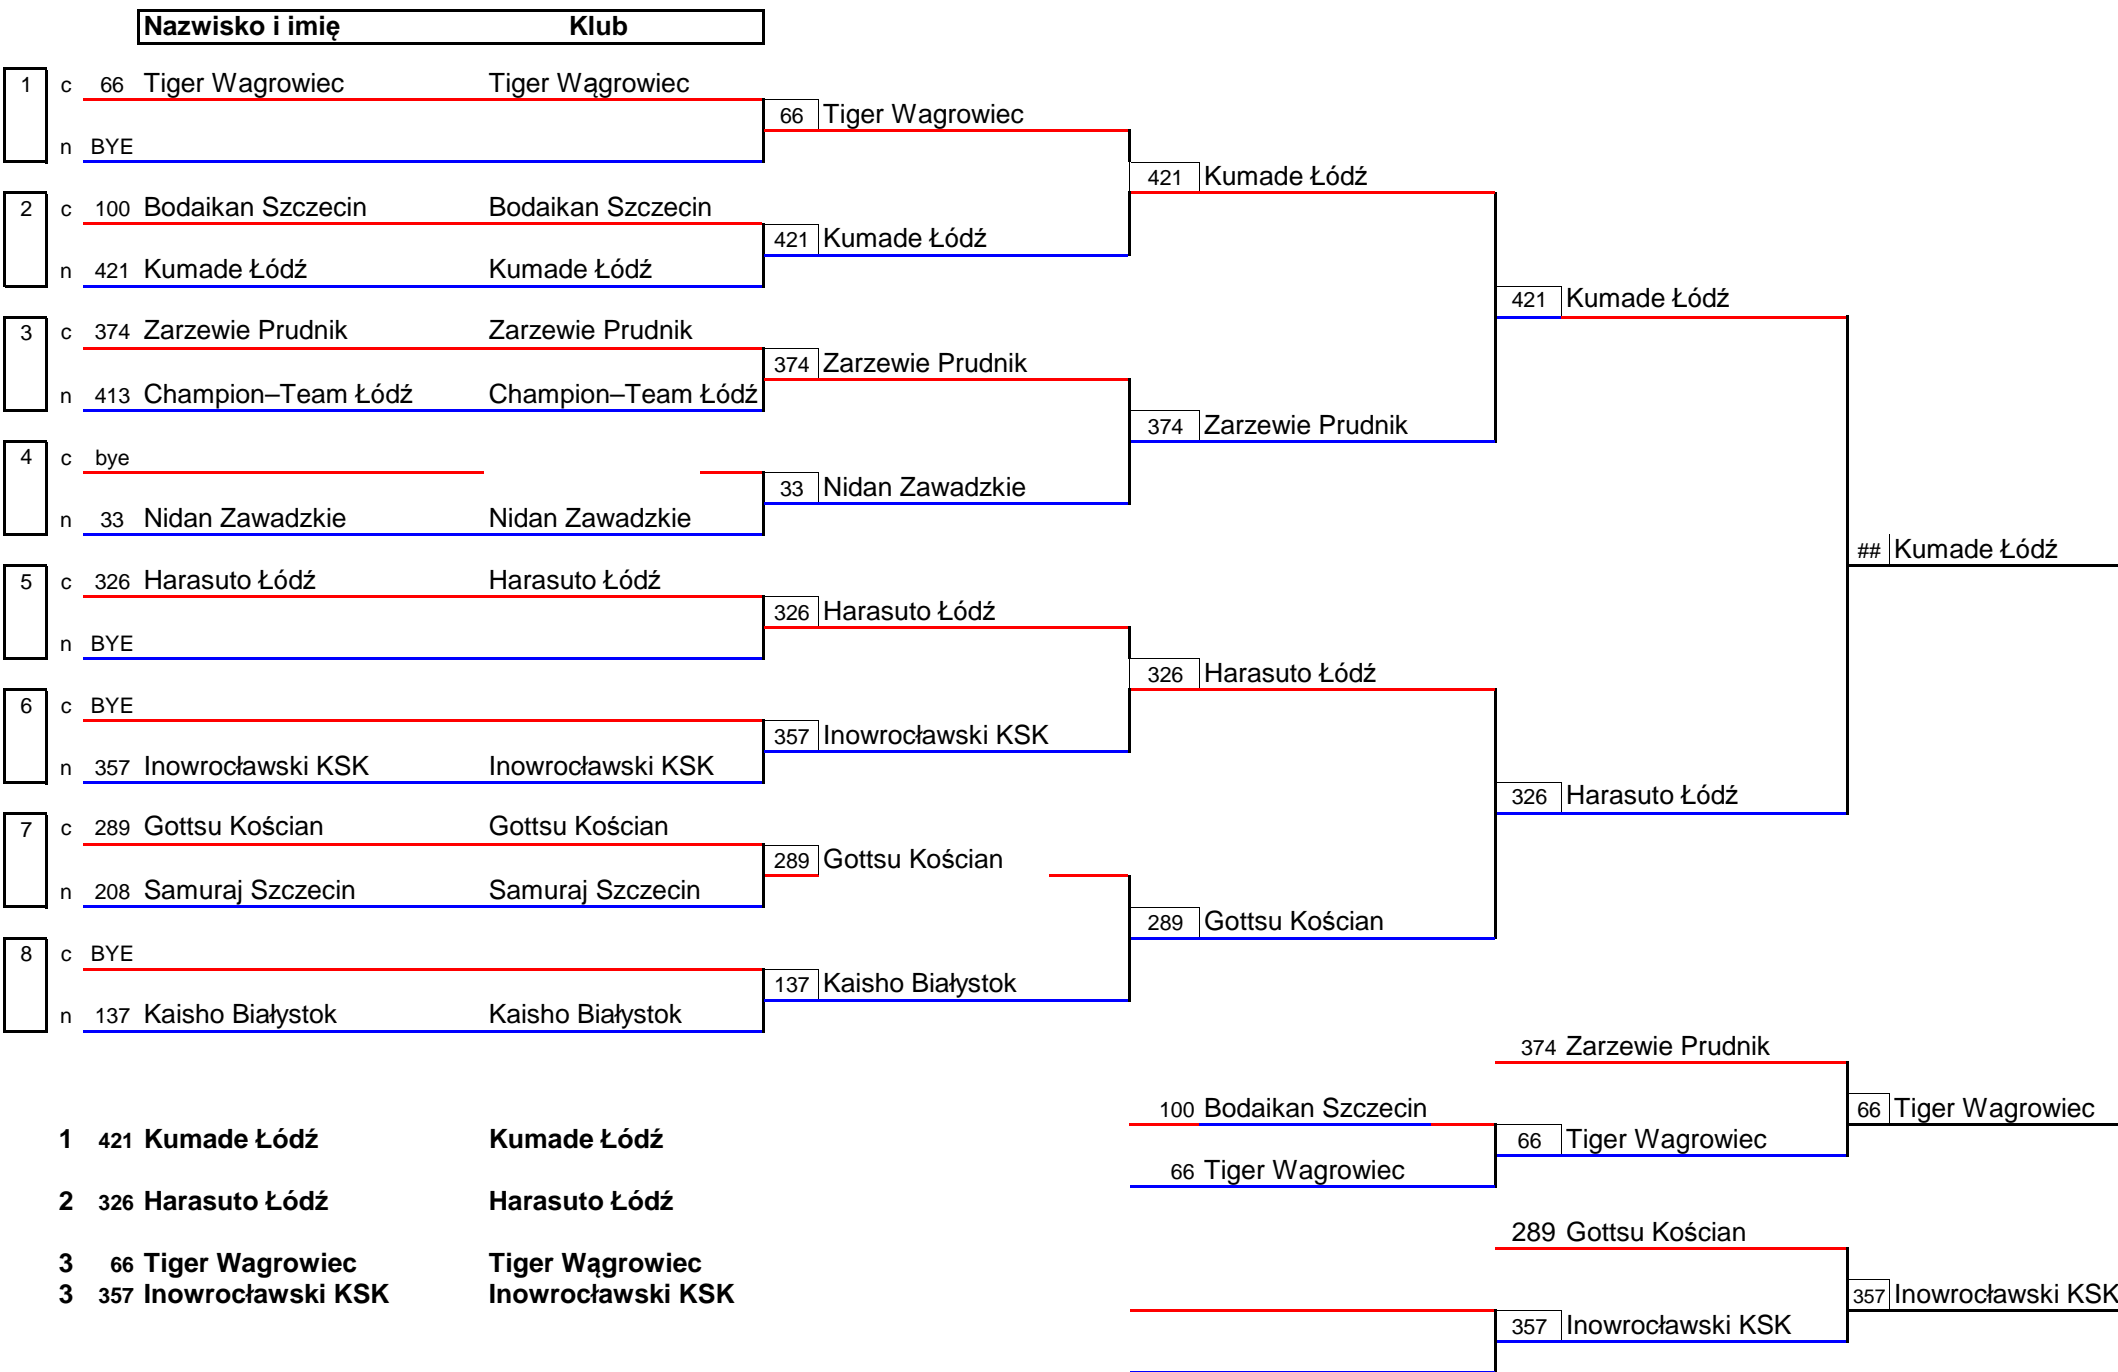 Nazwisko i imię Klub
1 c 66 Tiger Wagrowiec Tiger Wągrowiec
66 Tiger Wagrowiec
n BYE
421 Kumade Łódź
2 c 100 Bodaikan Szczecin Bodaikan Szczecin
421 Kumade Łódź
n 421 Kumade Łódź Kumade Łódź
421 Kumade Łódź
3 c 374 Zarzewie Prudnik Zarzewie Prudnik
374 Zarzewie Prudnik
n 413 Champion–Team Łódź Champion–Team Łódź
374 Zarzewie Prudnik
4 c bye
33 Nidan Zawadzkie
n 33 Nidan Zawadzkie Nidan Zawadzkie
## Kumade Łódź
5 c 326 Harasuto Łódź Harasuto Łódź
326 Harasuto Łódź
n BYE
326 Harasuto Łódź
6 c BYE
357 Inowrocławski KSK
n 357 Inowrocławski KSK Inowrocławski KSK
326 Harasuto Łódź
7 c 289 Gottsu Kościan Gottsu Kościan
289 Gottsu Kościan
n 208 Samuraj Szczecin Samuraj Szczecin
289 Gottsu Kościan
8 c BYE
137 Kaisho Białystok
n 137 Kaisho Białystok Kaisho Białystok
374 Zarzewie Prudnik
100 Bodaikan Szczecin
66 Tiger Wagrowiec
1 421 Kumade Łódź Kumade Łódź
66 Tiger Wagrowiec
66 Tiger Wagrowiec
2 326 Harasuto Łódź Harasuto Łódź
289 Gottsu Kościan
3 66 Tiger Wagrowiec Tiger Wągrowiec
3 357 Inowrocławski KSK Inowrocławski KSK
357 Inowrocławski KSK
357 Inowrocławski KSK